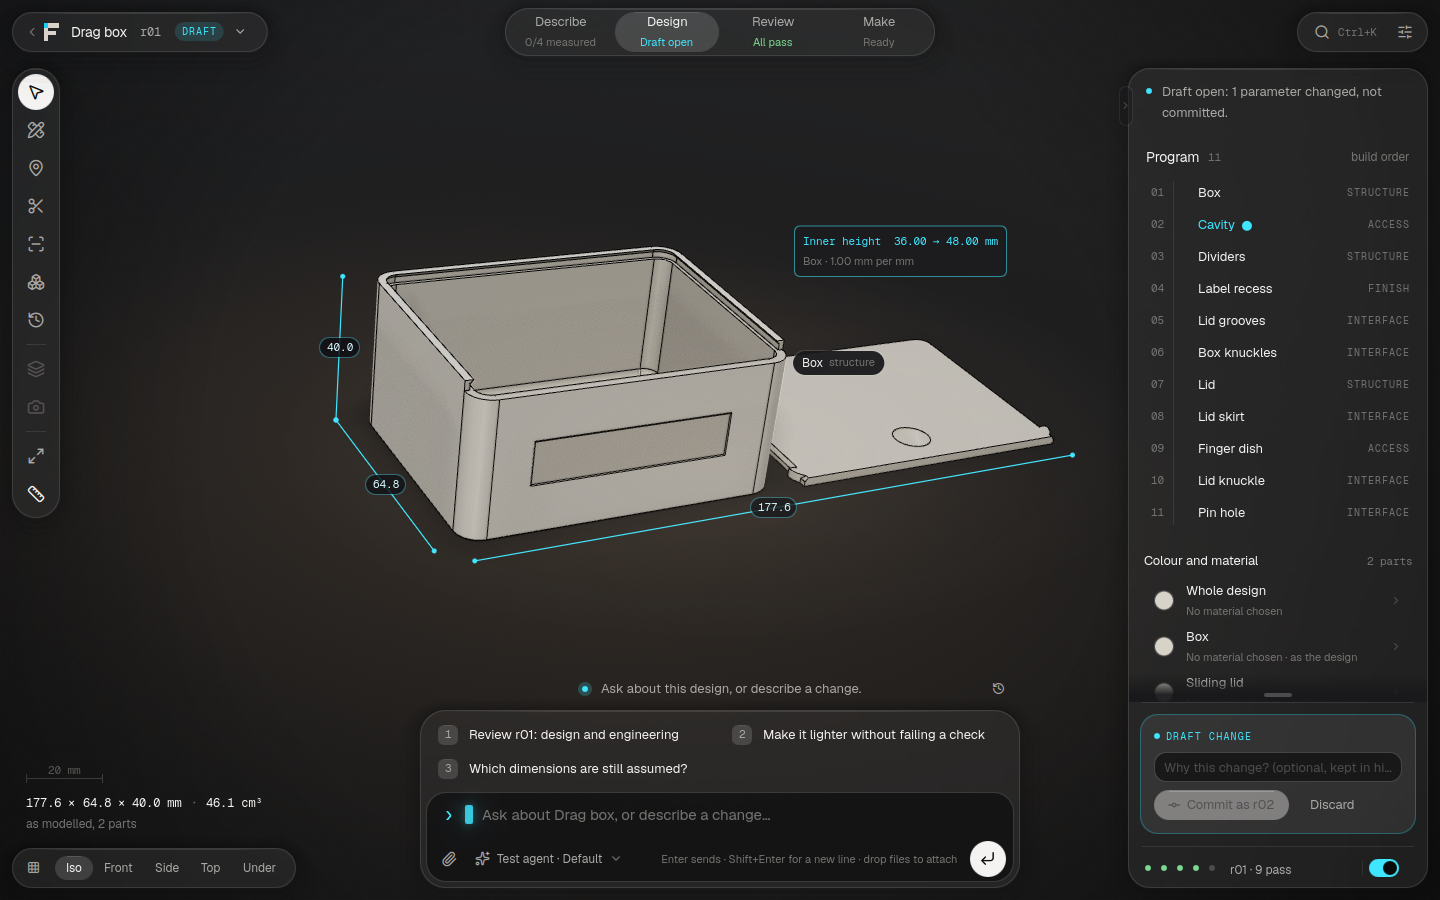 Drag box r01 DRAFT
Describe
0/4 measured
Design
Draft open
Review
All pass
Make
Ready
Ctrl+K
Draft open: 1 parameter changed, not
committed.
Program 11 build order
01 Box STRUCTURE
02 Cavity ACCESS
03 Dividers STRUCTURE
04 Label recess FINISH
05 Lid grooves INTERFACE
06 Box knuckles INTERFACE
07 Lid STRUCTURE
08 Lid skirt INTERFACE
09 Finger dish ACCESS
10 Lid knuckle INTERFACE
11 Pin hole INTERFACE
Colour and material 2 parts
Whole design
No material chosen
Box
No material chosen · as the design
Sliding lid
DRAFT CHANGE
Why this change? (optional, kept in hi…
Commit as r02 Discard
r01 · 9 pass
Inner height 36.00 → 48.00 mm
Box · 1.00 mm per mm
Box structure
40.0
64.8
177.6
Ask about this design, or describe a change.
1 Review r01: design and engineering
2 Make it lighter without failing a check
3 Which dimensions are still assumed?
Ask about Drag box, or describe a change…
Test agent · Default
Enter sends · Shift+Enter for a new line · drop files to attach
20 mm
177.6 × 64.8 × 40.0 mm · 46.1 cm³
as modelled, 2 parts
Iso Front Side Top Under